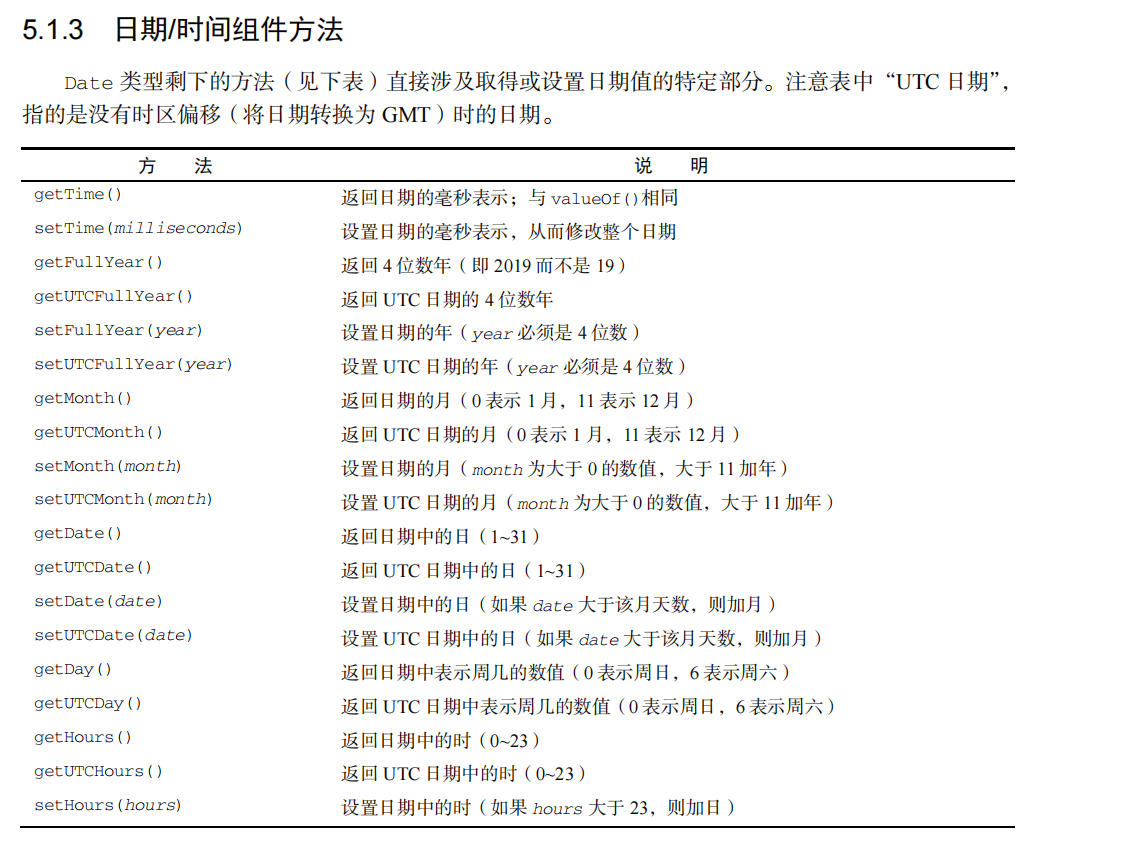 5.1.3 日期/时间组件方法
Date 类型剩下的方法（见下表）直接涉及取得或设置日期值的特定部分。注意表中“UTC 日期”，
指的是没有时区偏移（将日期转换为 GMT）时的日期。
方 法 说 明
getTime() 返回日期的毫秒表示；与 valueOf()相同
setTime(milliseconds) 设置日期的毫秒表示，从而修改整个日期
getFullYear() 返回 4 位数年（即 2019 而不是 19）
getUTCFullYear() 返回 UTC 日期的 4 位数年
setFullYear(year) 设置日期的年（year 必须是 4 位数）
setUTCFullYear(year) 设置 UTC 日期的年（year 必须是 4 位数）
getMonth() 返回日期的月（0 表示 1 月，11 表示 12 月）
getUTCMonth() 返回 UTC 日期的月（0 表示 1 月，11 表示 12 月）
setMonth(month) 设置日期的月（month 为大于 0 的数值，大于 11 加年）
setUTCMonth(month) 设置 UTC 日期的月（month 为大于 0 的数值，大于 11 加年）
getDate() 返回日期中的日（1~31）
getUTCDate() 返回 UTC 日期中的日（1~31）
setDate(date) 设置日期中的日（如果 date 大于该月天数，则加月）
setUTCDate(date) 设置 UTC 日期中的日（如果 date 大于该月天数，则加月）
getDay() 返回日期中表示周几的数值（0 表示周日，6 表示周六）
getUTCDay() 返回 UTC 日期中表示周几的数值（0 表示周日，6 表示周六）
getHours() 返回日期中的时（0~23）
getUTCHours() 返回 UTC 日期中的时（0~23）
setHours(hours) 设置日期中的时（如果 hours 大于 23，则加日）